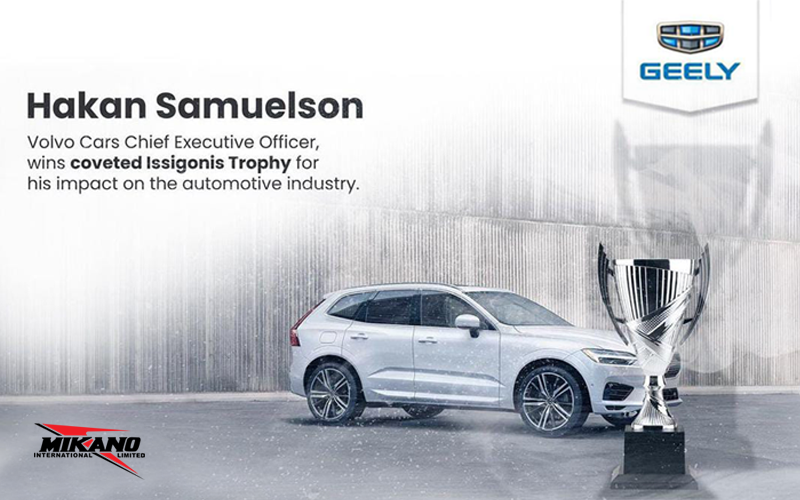 GEELY
Hakan Samuelson
Volvo Cars Chief Executive Officer,
wins coveted Issigonis Trophy for
his impact on the automotive industry.
MIKANO
INTERNATIONAL LIMITED